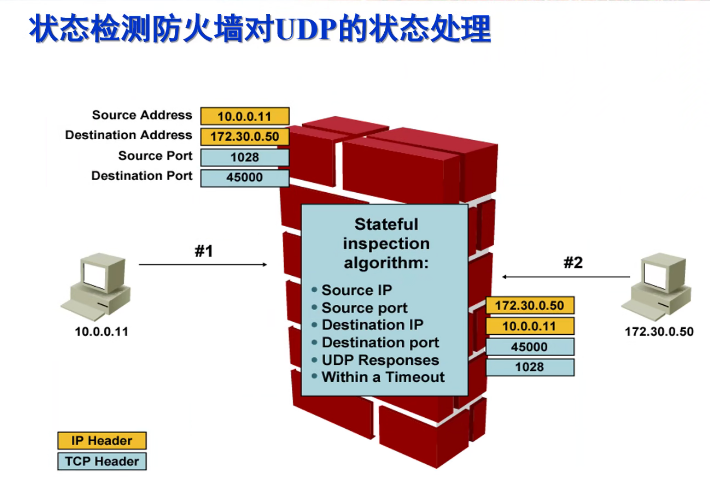 状态检测防火墙对UDP的状态处理
Source Address 10.0.0.11
Destination Address 172.30.0.50
Source Port 1028
Destination Port 45000
#1
Stateful
inspection
algorithm:
• Source IP
• Source port
• Destination IP
• Destination port
• UDP Responses
• Within a Timeout
#2
172.30.0.50
10.0.0.11
45000
1028
10.0.0.11
172.30.0.50
IP Header
TCP Header